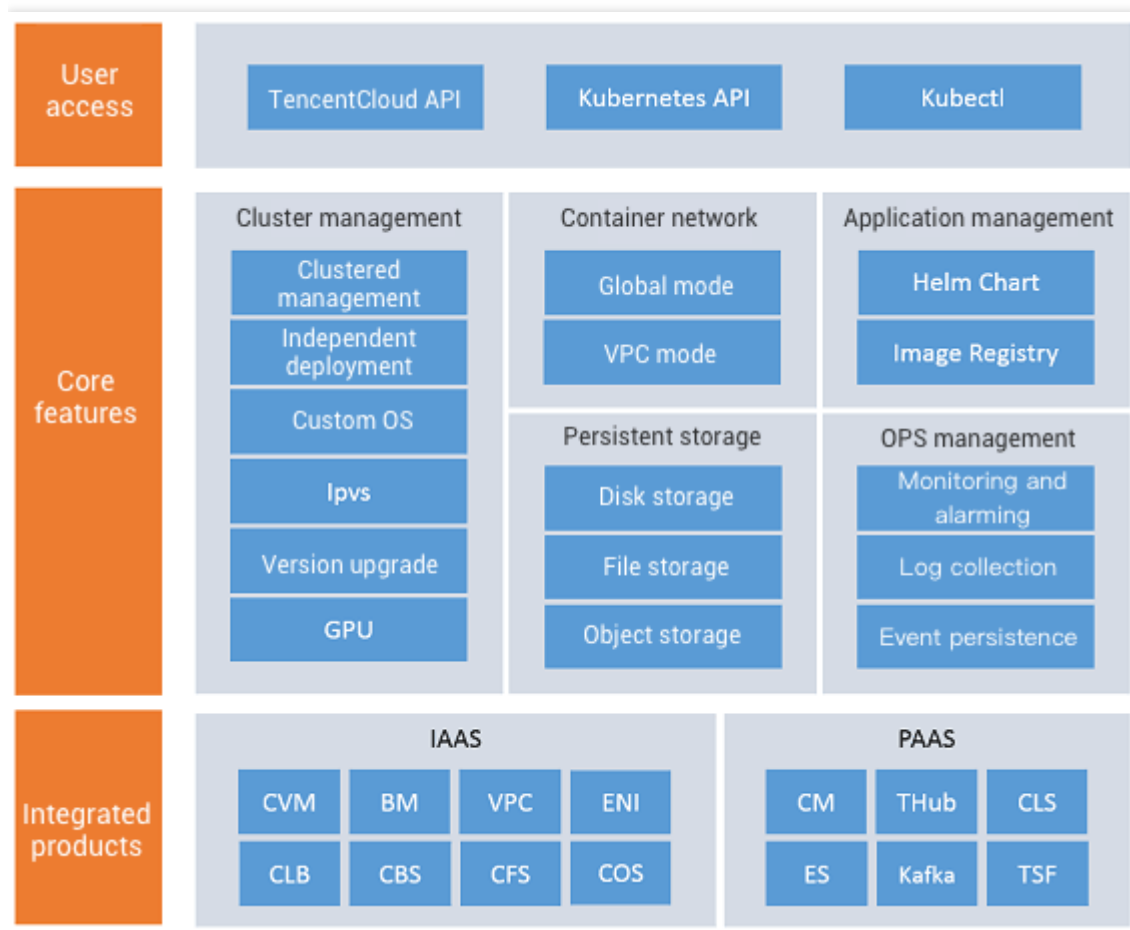 User
access
TencentCloud API
Kubernetes API
Kubectl
Core
features
Cluster management
Clustered
management
Independent
deployment
Custom OS
Ipvs
Version upgrade
GPU
Container network
Global mode
VPC mode
Application management
Helm Chart
Image Registry
Persistent storage
Disk storage
File storage
Object storage
OPS management
Monitoring and
alarming
Log collection
Event persistence
Integrated
products
IAAS
CVM
BM
VPC
ENI
CLB
CBS
CFS
COS
PAAS
CM
THub
CLS
ES
Kafka
TSF